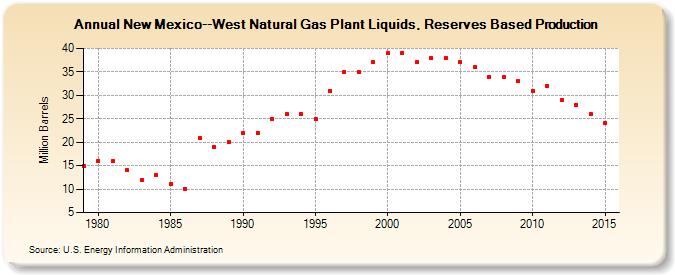 Annual New Mexico--West Natural Gas Plant Liquids, Reserves Based Production
Million Barrels
40
35
30
25
20
15
10
5
1980 1985 1990 1995 2000 2005 2010 2015
Source: U.S. Energy Information Administration